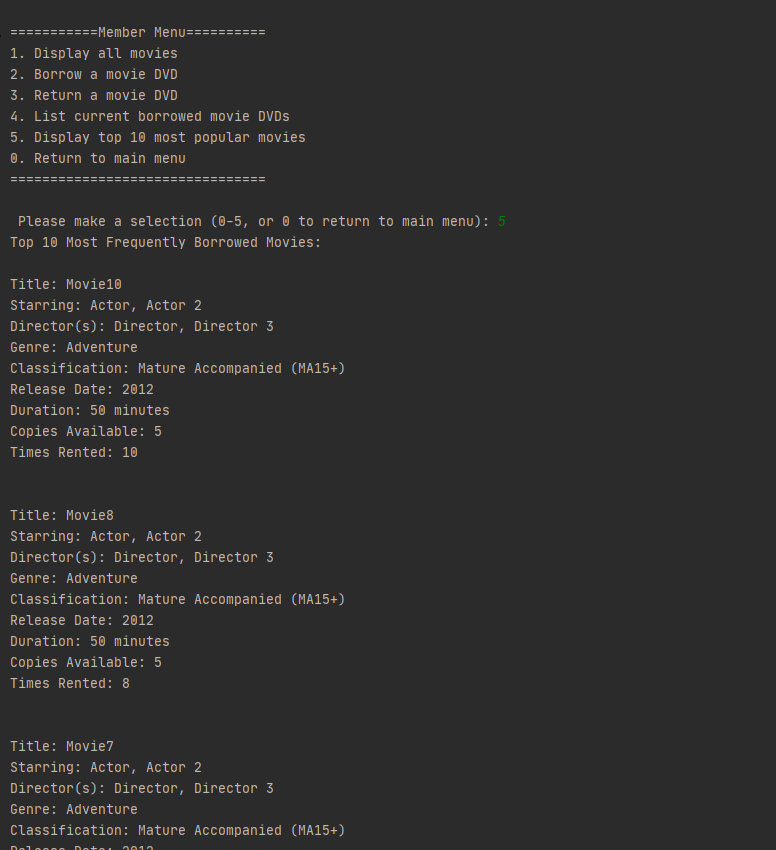 ===========Member Menu==========
1. Display all movies
2. Borrow a movie DVD
3. Return a movie DVD
4. List current borrowed movie DVDs
5. Display top 10 most popular movies
0. Return to main menu
================================
Please make a selection (0-5, or 0 to return to main menu): 5
Top 10 Most Frequently Borrowed Movies:
Title: Movie10
Starring: Actor, Actor 2
Director(s): Director, Director 3
Genre: Adventure
Classification: Mature Accompanied (MA15+)
Release Date: 2012
Duration: 50 minutes
Copies Available: 5
Times Rented: 10
Title: Movie8
Starring: Actor, Actor 2
Director(s): Director, Director 3
Genre: Adventure
Classification: Mature Accompanied (MA15+)
Release Date: 2012
Duration: 50 minutes
Copies Available: 5
Times Rented: 8
Title: Movie7
Starring: Actor, Actor 2
Director(s): Director, Director 3
Genre: Adventure
Classification: Mature Accompanied (MA15+)
Release Date: 2012